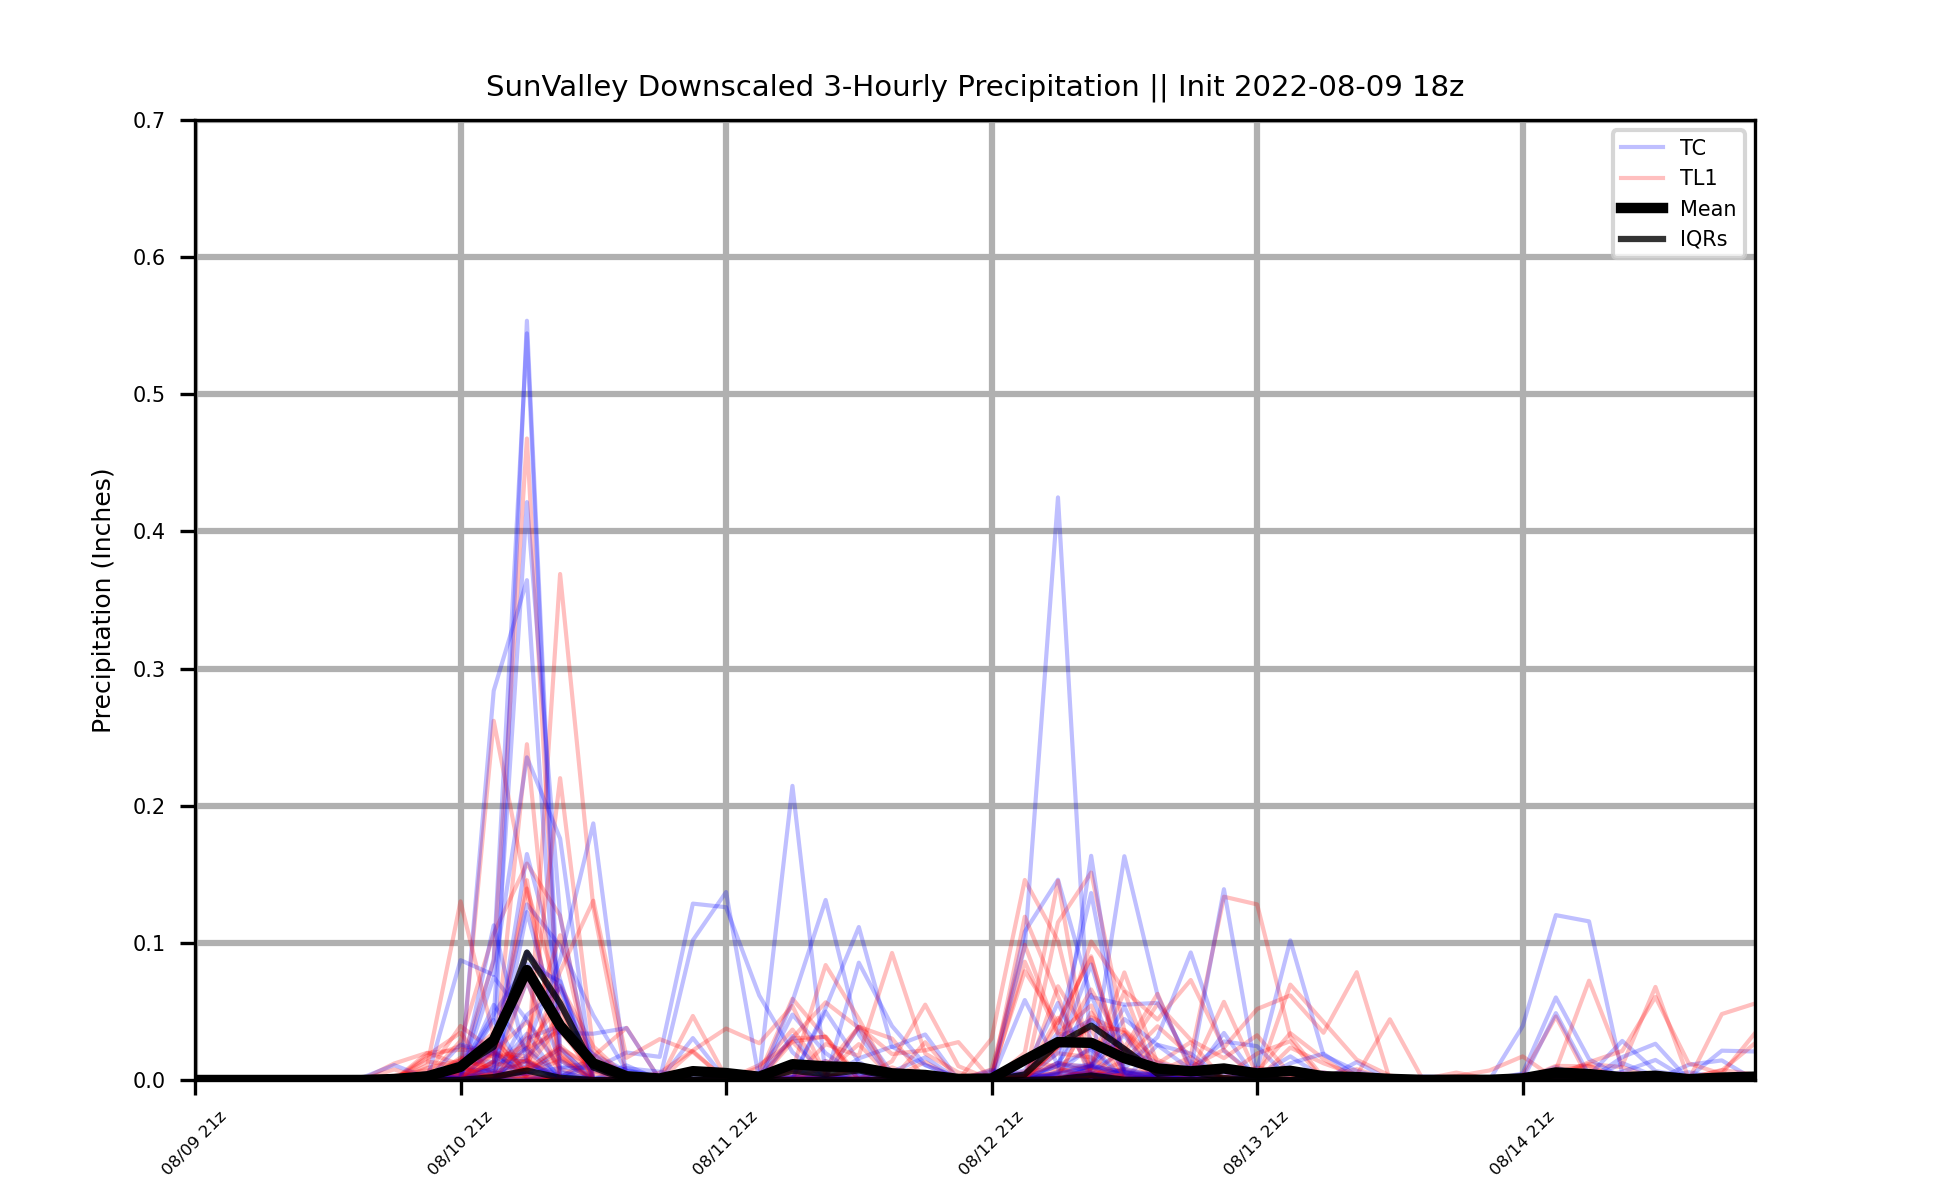 SunValley Downscaled 3-Hourly Precipitation || Init 2022-08-09 18z
0.7
0.6
0.5
0.4
0.3
0.2
0.1
0.0
Precipitation (Inches)
TC
TL1
Mean
IQRs
08/09 21z
08/10 21z
08/11 21z
08/12 21z
08/13 21z
08/14 21z